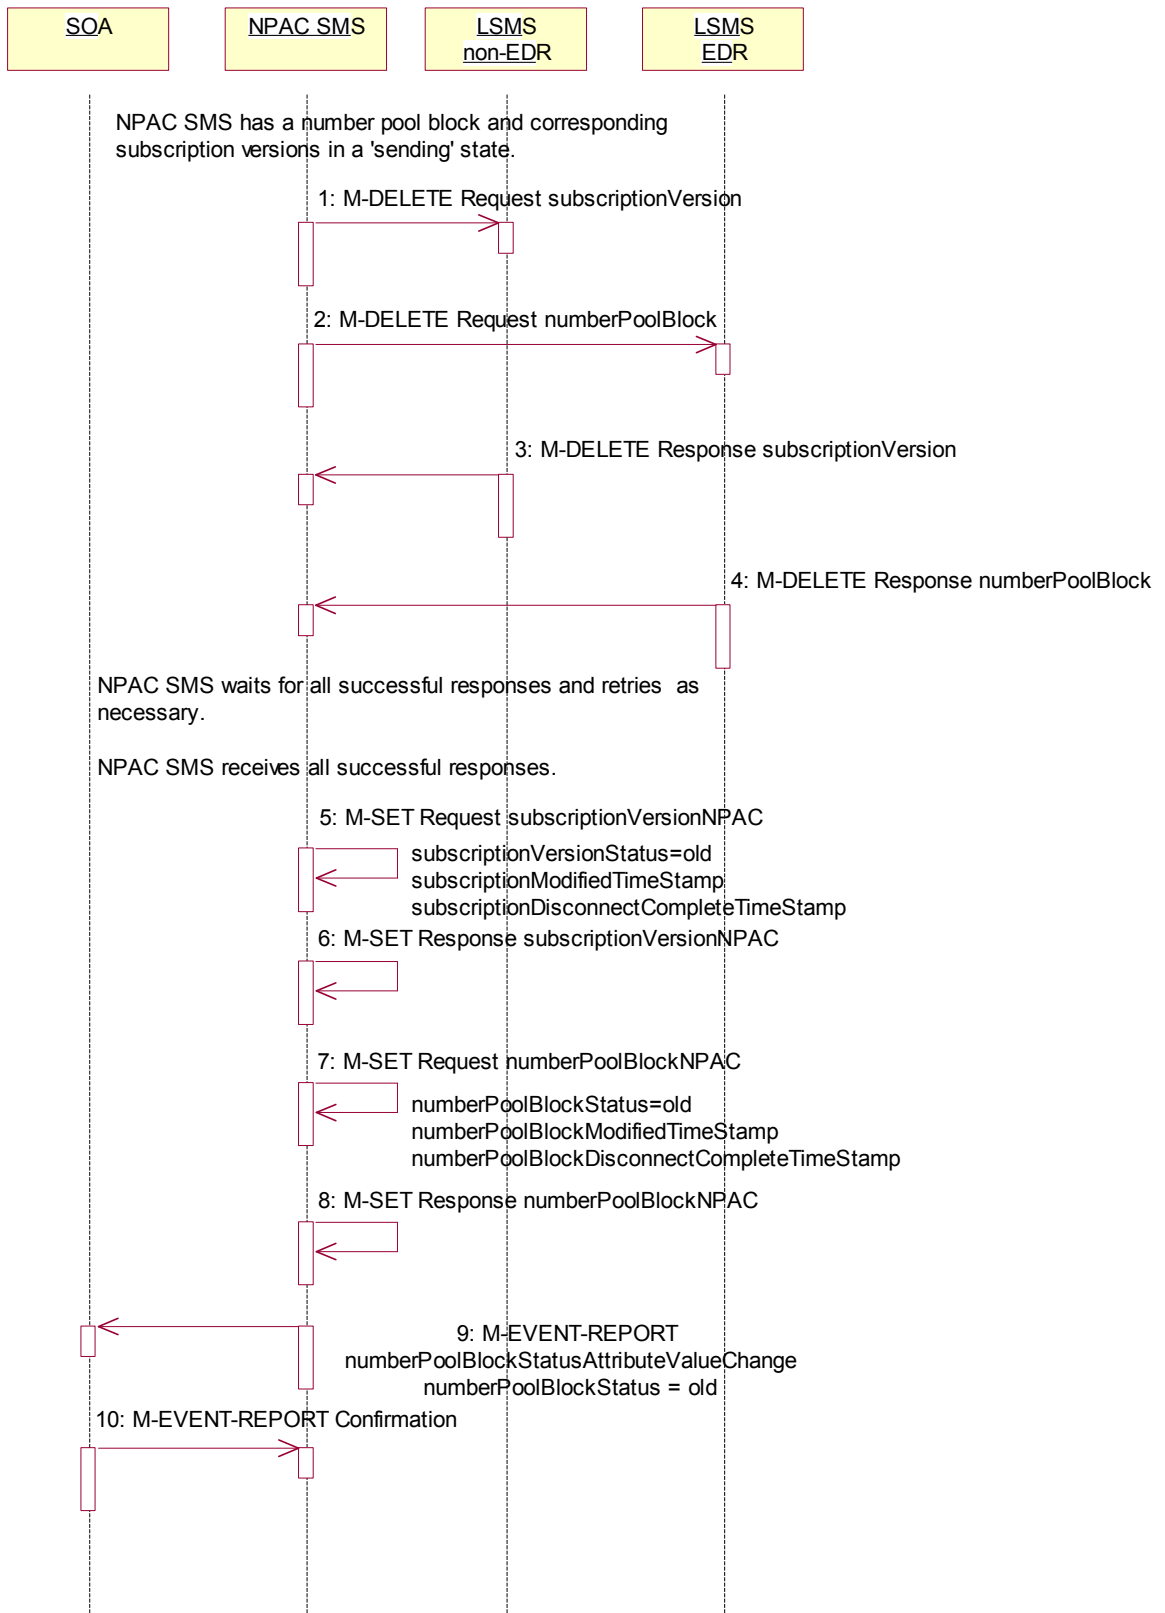 SOA
NPAC SMS
LSMS
non-EDR
LSMS
EDR
NPAC SMS has a number pool block and corresponding
subscription versions in a 'sending' state.
1: M-DELETE Request subscriptionVersion
2: M-DELETE Request numberPoolBlock
3: M-DELETE Response subscriptionVersion
4: M-DELETE Response numberPoolBlock
NPAC SMS waits for all successful responses and retries as
necessary.
NPAC SMS receives all successful responses.
5: M-SET Request subscriptionVersionNPAC
subscriptionVersionStatus=old
subscriptionModifiedTimeStamp
subscriptionDisconnectCompleteTimeStamp
6: M-SET Response subscriptionVersionNPAC
7: M-SET Request numberPoolBlockNPAC
numberPoolBlockStatus=old
numberPoolBlockModifiedTimeStamp
numberPoolBlockDisconnectCompleteTimeStamp
8: M-SET Response numberPoolBlockNPAC
9: M-EVENT-REPORT
numberPoolBlockStatusAttributeValueChange
numberPoolBlockStatus = old
10: M-EVENT-REPORT Confirmation